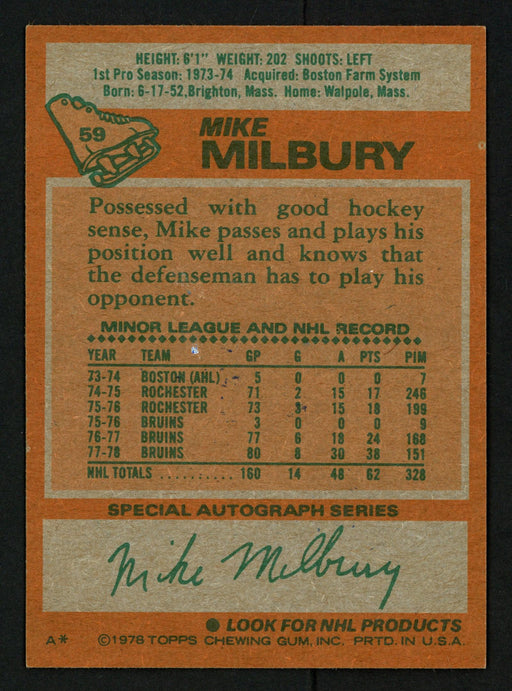 HEIGHT: 6'1" WEIGHT: 202 SHOOTS: LEFT
1st Pro Season: 1973-74 Acquired: Boston Farm System
Born: 6-17-52, Brighton, Mass. Home: Walpole, Mass.
59
MIKE
MILBURY
Possessed with good hockey
sense, Mike passes and plays his
position well and knows that
the defenseman has to play his
opponent.
MINOR LEAGUE AND NHL RECORD
YEAR TEAM GP G A PTS PIM
73-74 BOSTON (AHL) . 5 0 0 0 7
74-75 ROCHESTER 71 2 15 17 246
75-76 ROCHESTER 73 3 15 18 199
75-76 BRUINS 3 0 0 0 9
76-77 BRUINS 77 6 18 24 168
77-78 BRUINS 80 8 30 38 151
NHL TOTALS .......... 160 14 48 62 328
SPECIAL AUTOGRAPH SERIES
Mike Milbury
LOOK FOR NHL PRODUCTS
A* ©1978 TOPPS CHEWING GUM, INC. PRTD. IN U.S.A.